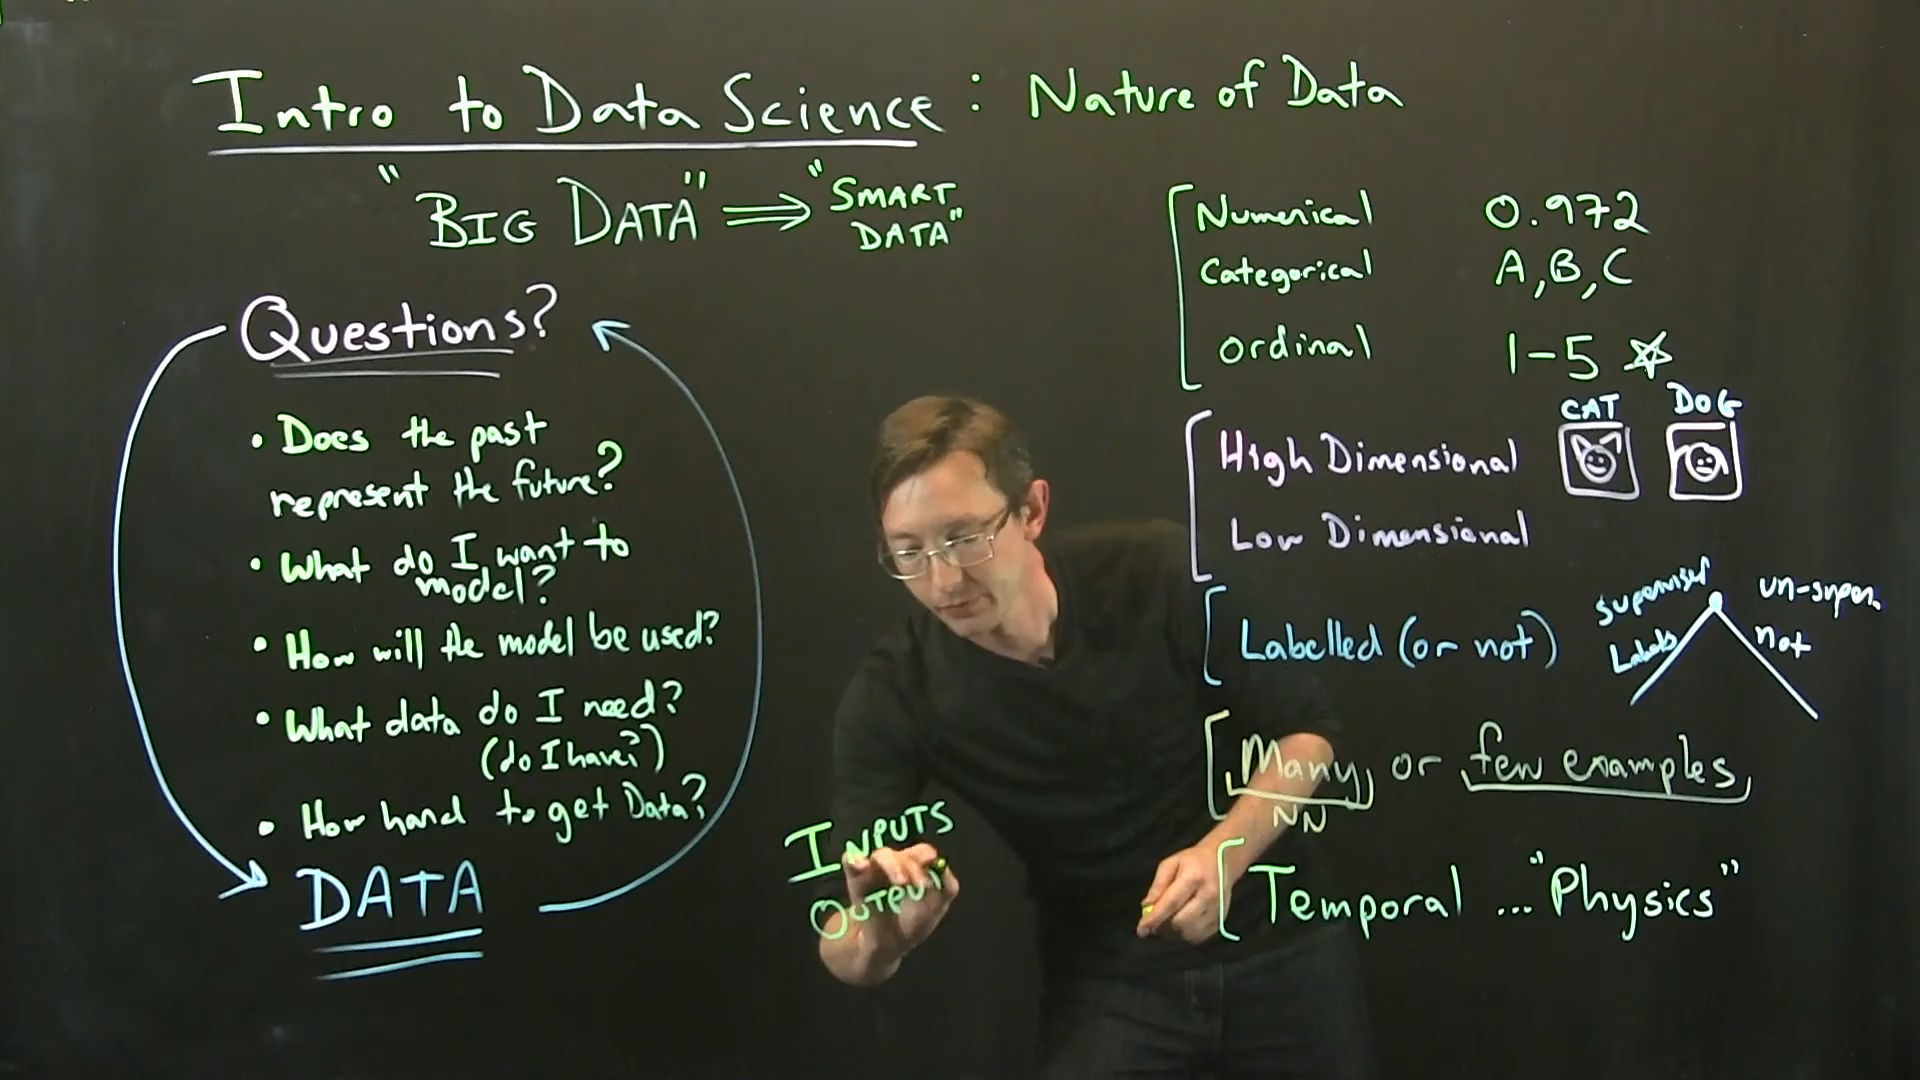 Intro to Data Science : Nature of Data
"BIG DATA" ⇒ "SMART DATA"
Questions?
• Does the past
represent the future?
• What do I want to
model?
• How will the model be used?
• What data do I need?
(do I have?)
• How hard to get Data?
DATA
INPUTS
OUTPUT
Numerical 0.972
Categorical A, B, C
Ordinal 1-5
CAT DOG
High Dimensional
Low Dimensional
Labelled (or not)
supervised un-super.
Labels not
Many or few examples
NN
Temporal ... "Physics"